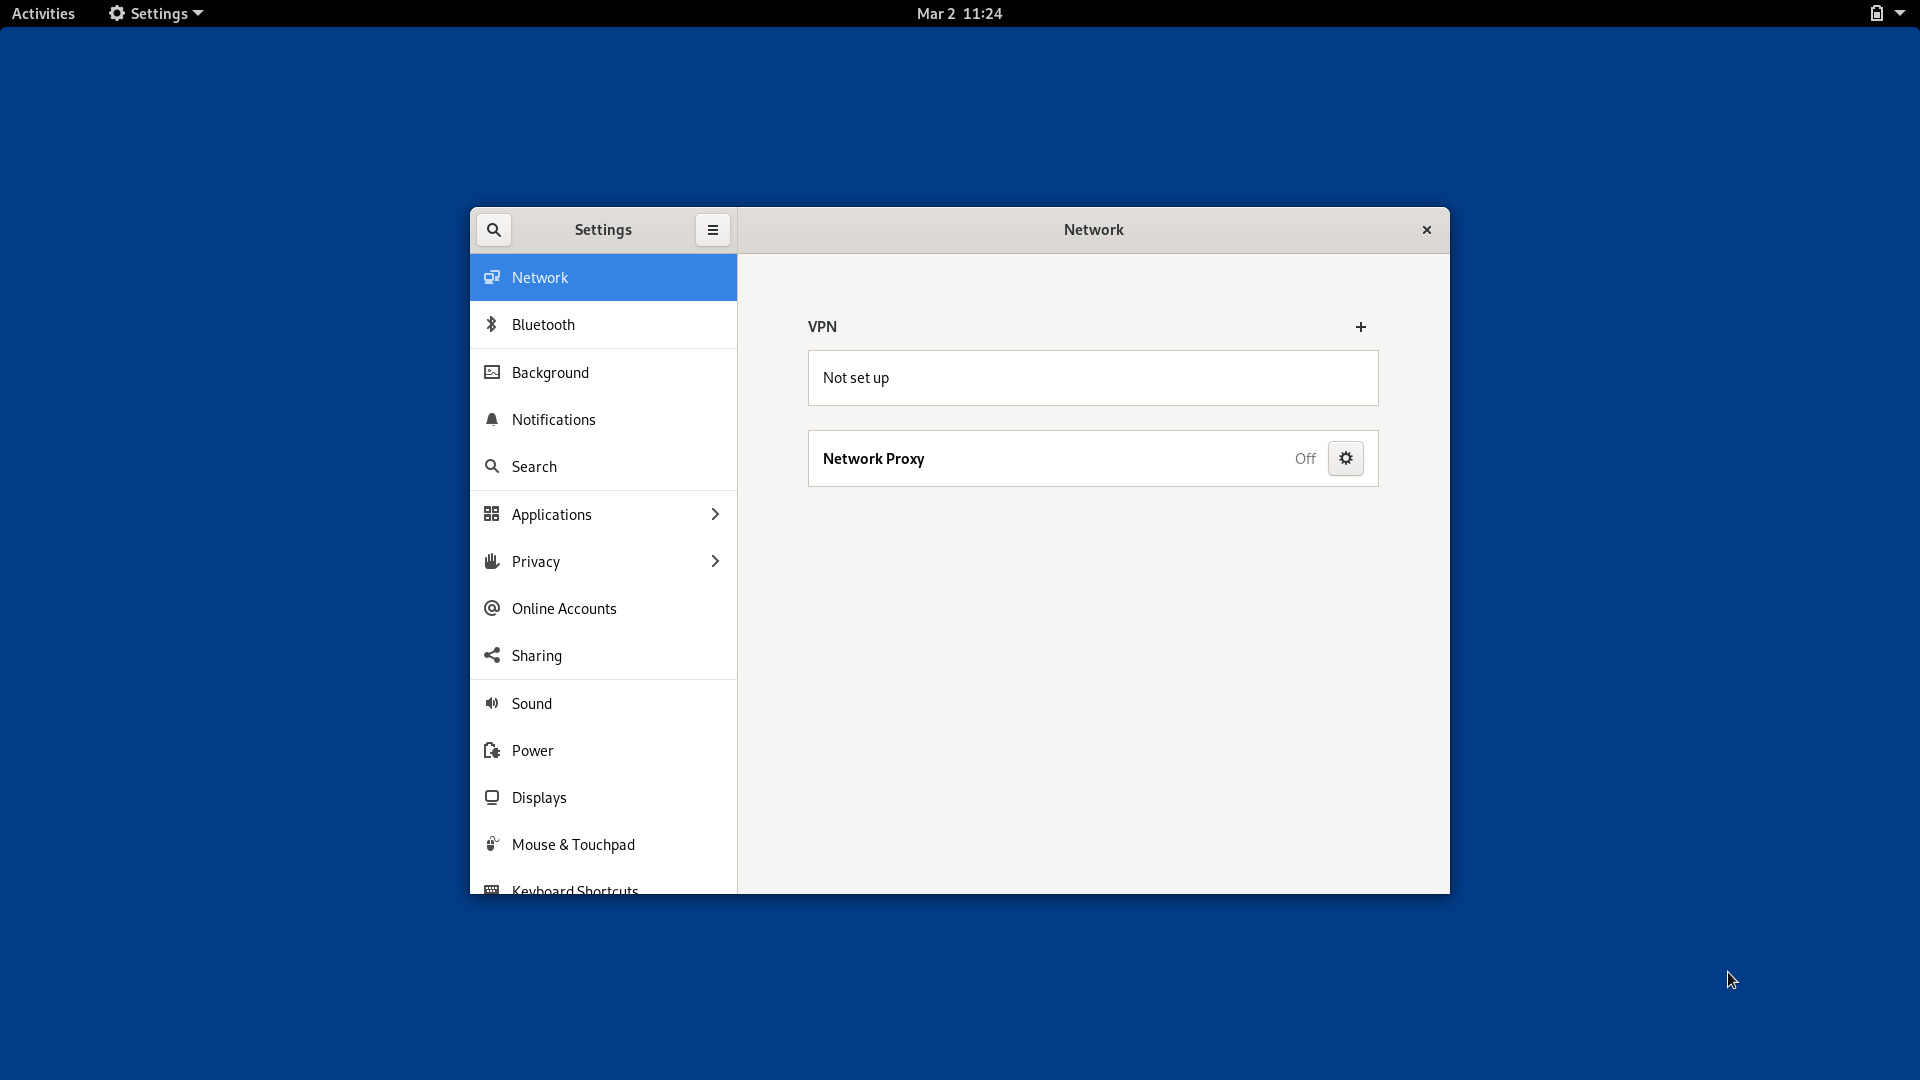 Activities
Settings
Mar 2 11:24
Settings
Network
Network
Bluetooth
Background
Notifications
Search
Applications
Privacy
Online Accounts
Sharing
Sound
Power
Displays
Mouse & Touchpad
Keyboard Shortcuts
VPN
Not set up
Network Proxy Off